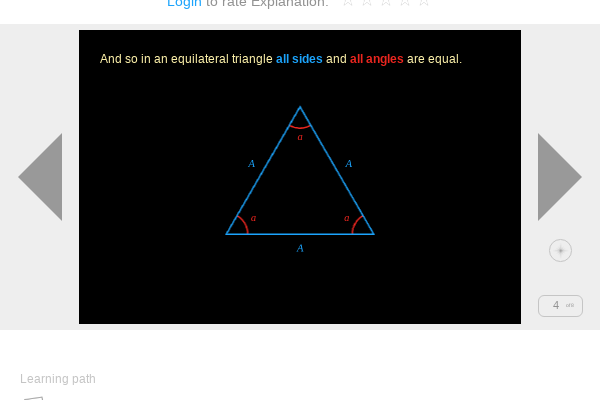 Login to rate Explanation:
And so in an equilateral triangle all sides and all angles are equal.
a
A A
a a
A
4
Learning path